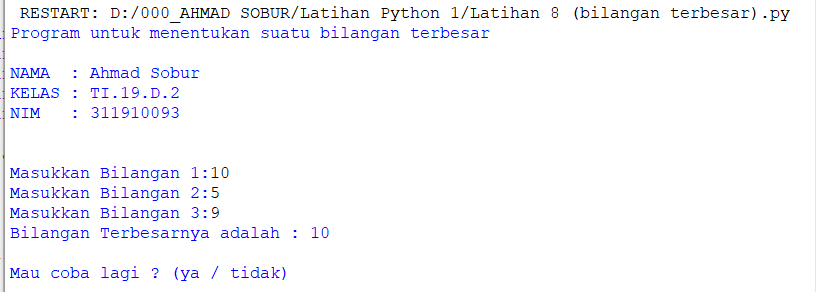 RESTART: D:/000_AHMAD SOBUR/Latihan Python 1/Latihan 8 (bilangan terbesar).py
Program untuk menentukan suatu bilangan terbesar
NAMA  : Ahmad Sobur
KELAS : TI.19.D.2
NIM   : 311910093
Masukkan Bilangan 1:10
Masukkan Bilangan 2:5
Masukkan Bilangan 3:9
Bilangan Terbesarnya adalah : 10
Mau coba lagi ? (ya / tidak)